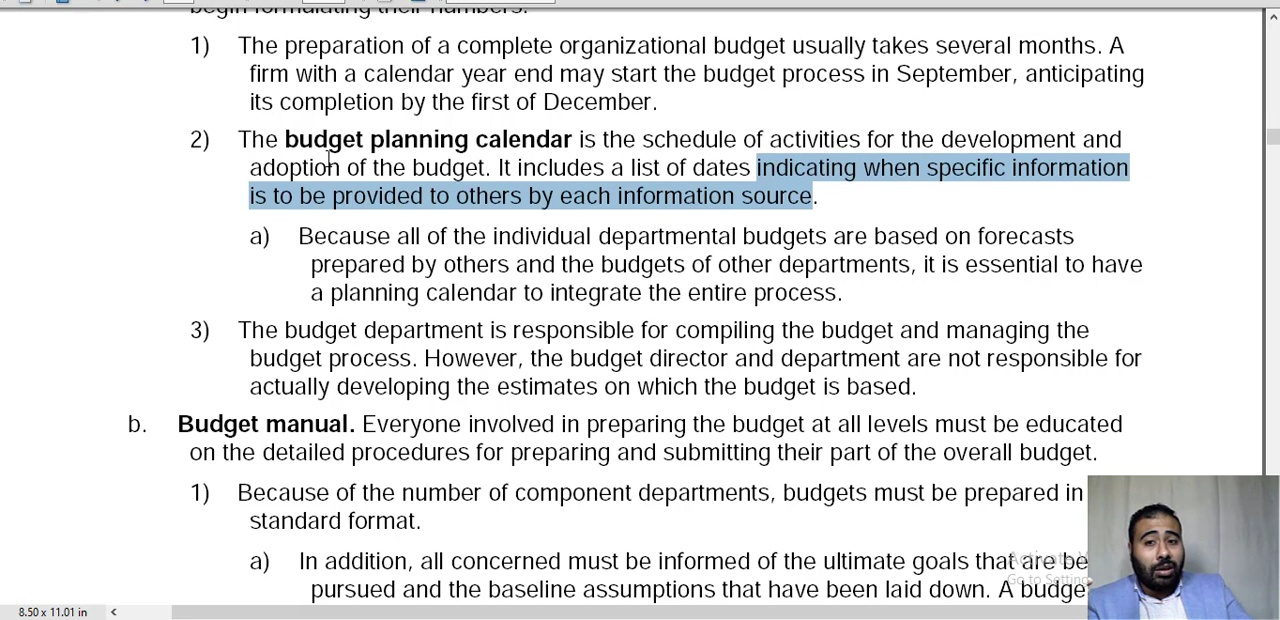 begin formulating their numbers.
1) The preparation of a complete organizational budget usually takes several months. A
firm with a calendar year end may start the budget process in September, anticipating
its completion by the first of December.
2) The budget planning calendar is the schedule of activities for the development and
adoption of the budget. It includes a list of dates indicating when specific information
is to be provided to others by each information source.
a) Because all of the individual departmental budgets are based on forecasts
prepared by others and the budgets of other departments, it is essential to have
a planning calendar to integrate the entire process.
3) The budget department is responsible for compiling the budget and managing the
budget process. However, the budget director and department are not responsible for
actually developing the estimates on which the budget is based.
b. Budget manual. Everyone involved in preparing the budget at all levels must be educated
on the detailed procedures for preparing and submitting their part of the overall budget.
1) Because of the number of component departments, budgets must be prepared in
standard format.
a) In addition, all concerned must be informed of the ultimate goals that are be
pursued and the baseline assumptions that have been laid down. A budge
Activate
Go to Setting
8.50 x 11.01 in